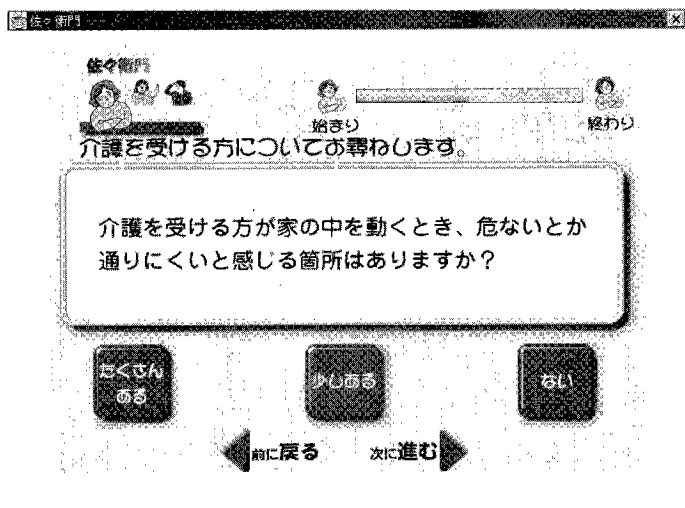 佐々衛門
佐々衛門
始まり
終わり
介護を受ける方についてお尋ねします。
介護を受ける方が家の中を動くとき、危ないとか
通りにくいと感じる箇所はありますか？
たくさん
ある
少しある
ない
前に戻る
次に進む